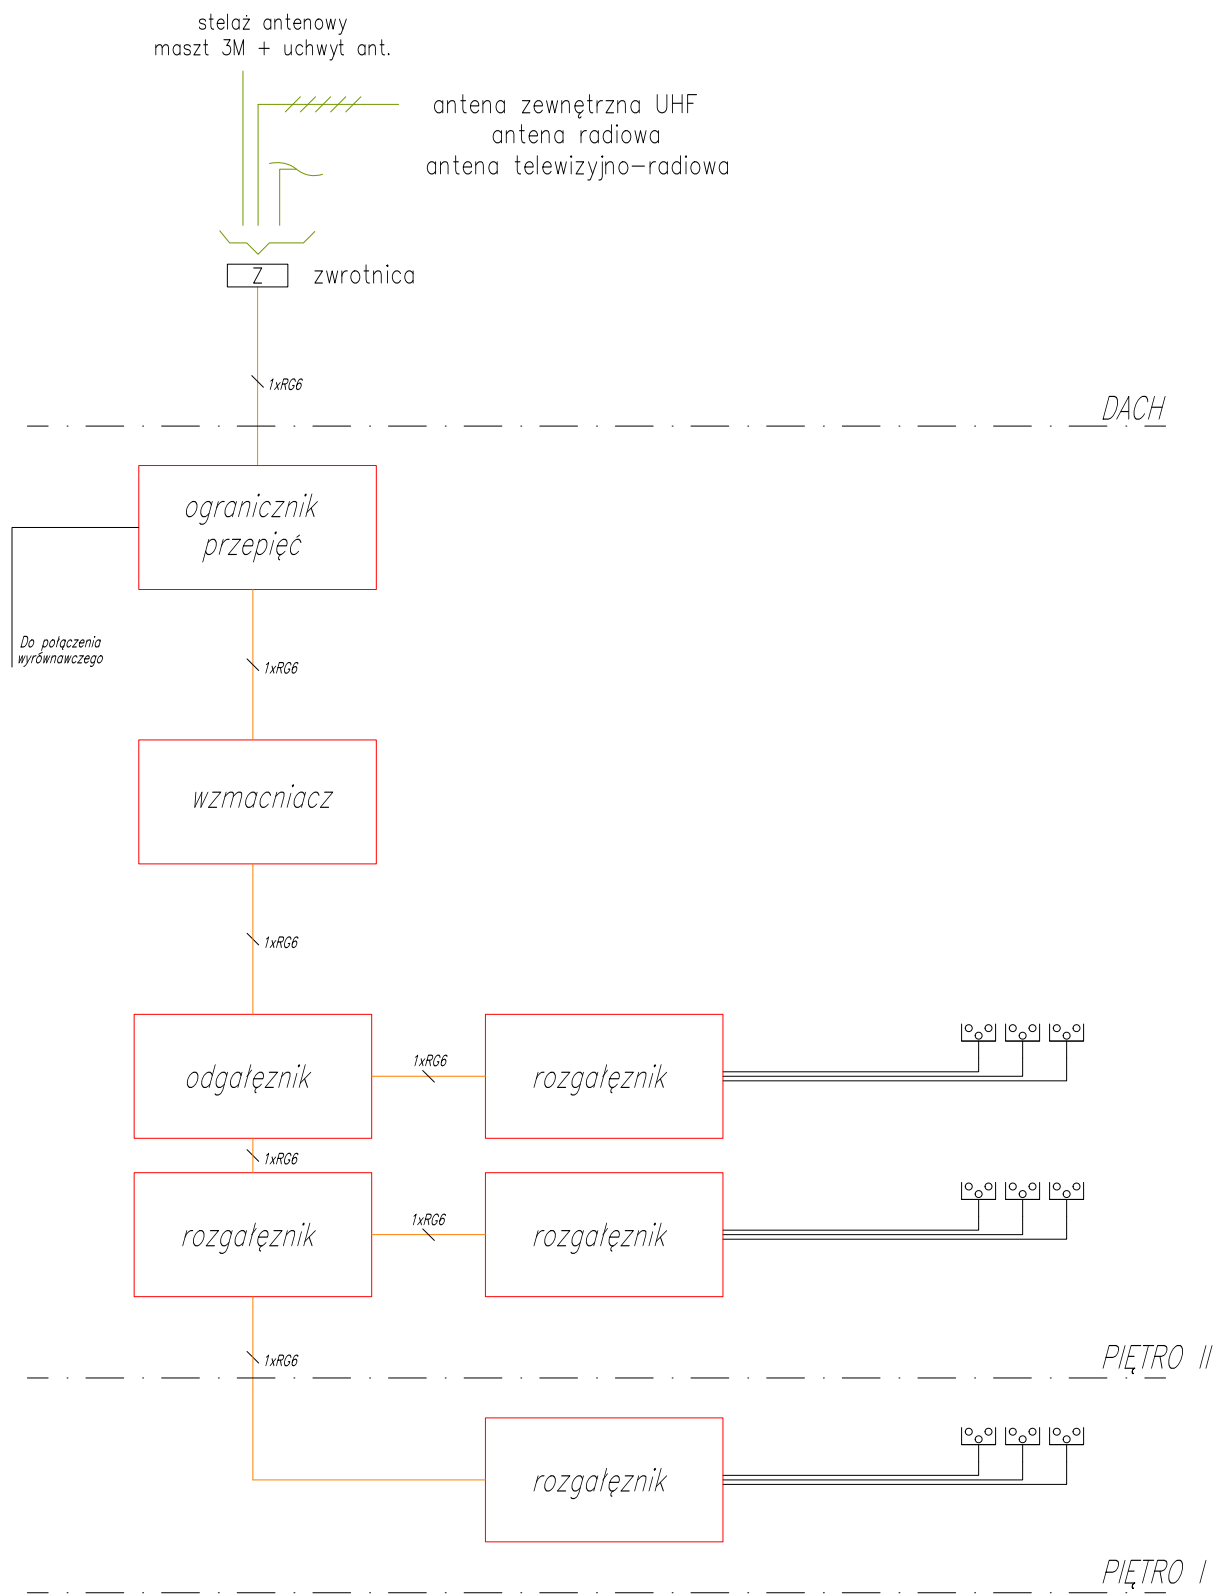 stelaż antenowy
maszt 3M + uchwyt ant.
antena zewnętrzna UHF
antena radiowa
antena telewizyjno-radiowa
Z zwrotnica
1xRG6
DACH
ogranicznik
przepięć
Do połączenia
wyrównawczego
1xRG6
wzmacniacz
1xRG6
odgałęznik
1xRG6
rozgałęznik
1xRG6
rozgałęznik
1xRG6
rozgałęznik
1xRG6
PIĘTRO II
rozgałęznik
PIĘTRO I